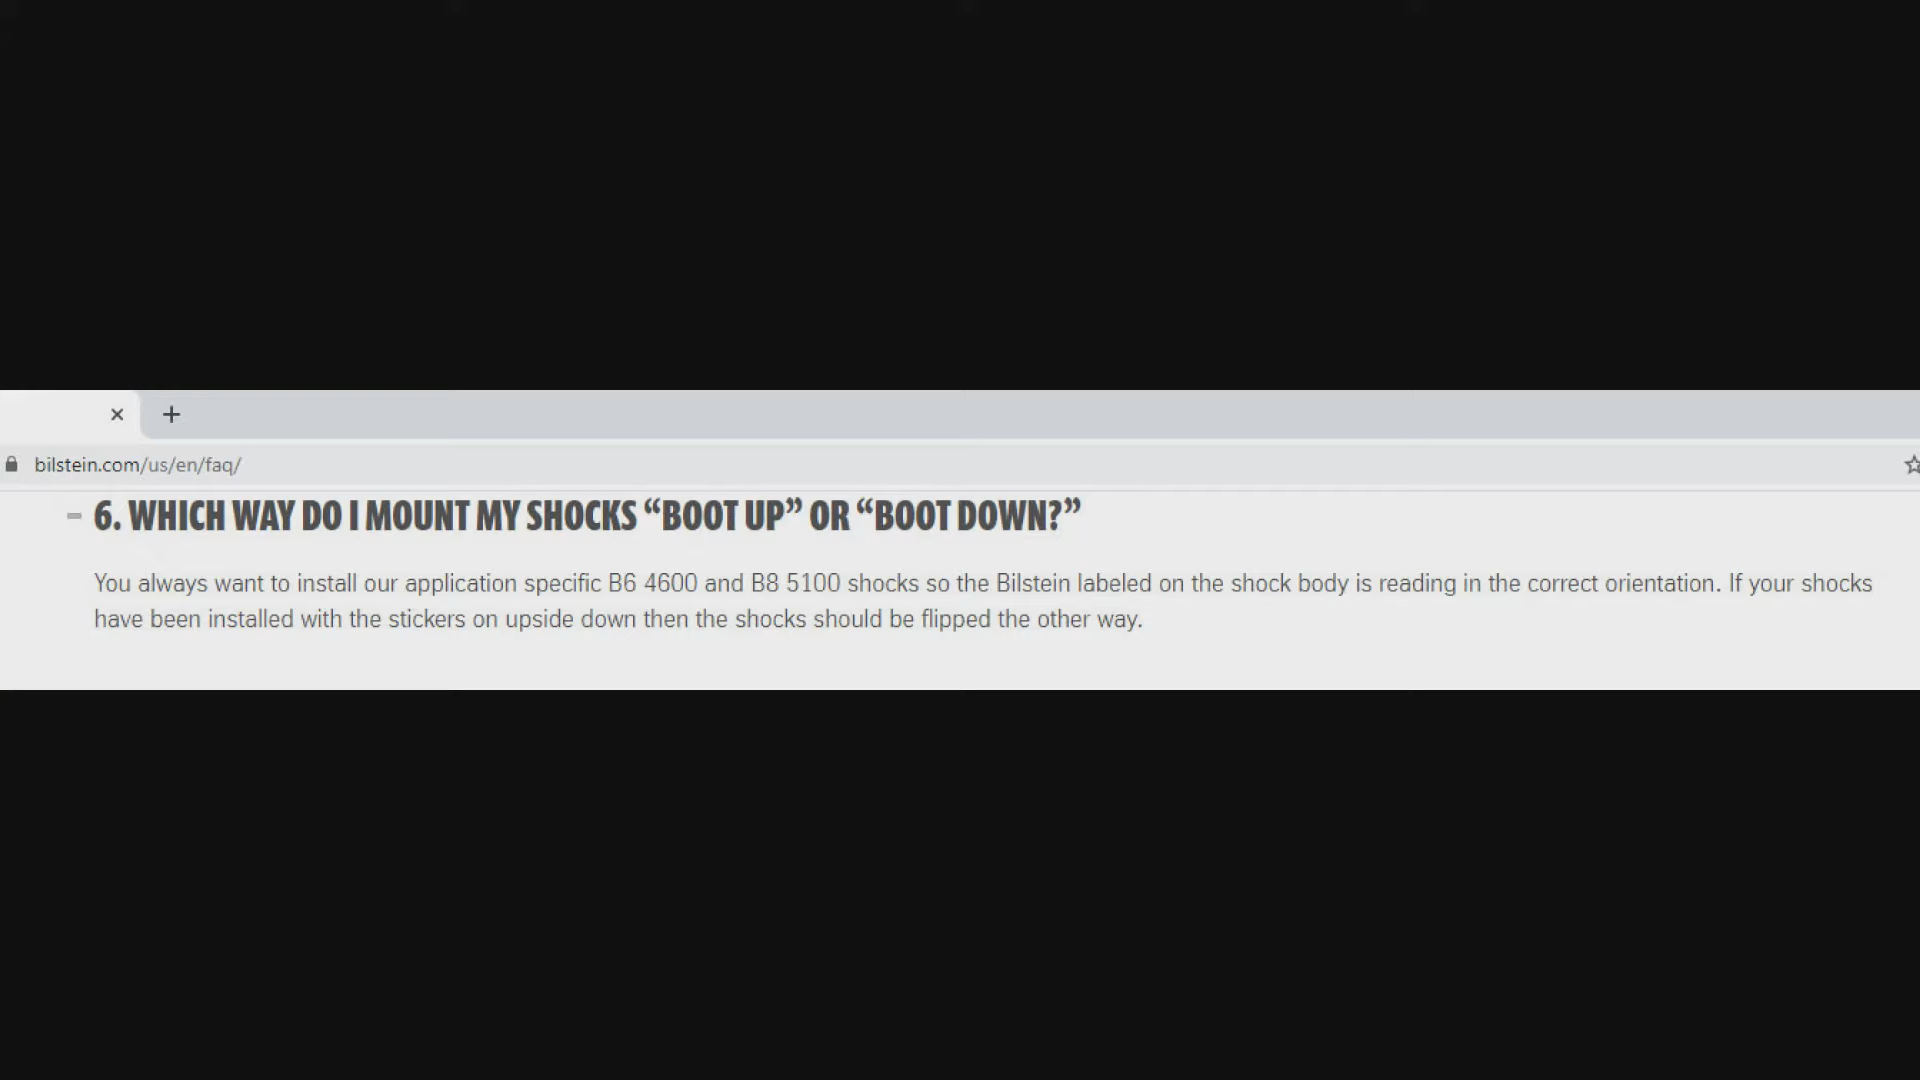 bilstein.com/us/en/faq/
6. WHICH WAY DO I MOUNT MY SHOCKS “BOOT UP” OR “BOOT DOWN?”
You always want to install our application specific B6 4600 and B8 5100 shocks so the Bilstein labeled on the shock body is reading in the correct orientation. If your shocks
have been installed with the stickers on upside down then the shocks should be flipped the other way.